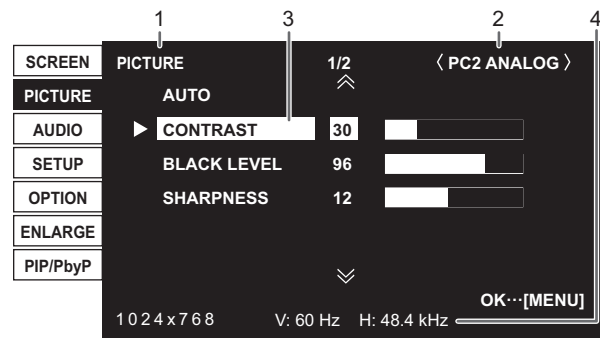 1 3 2 4
SCREEN PICTURE 1/2 〈 PC2 ANALOG 〉
PICTURE AUTO
AUDIO CONTRAST 30
SETUP BLACK LEVEL 96
OPTION SHARPNESS 12
ENLARGE
PIP/PbyP
OK···[MENU]
1024x768 V: 60 Hz H: 48.4 kHz